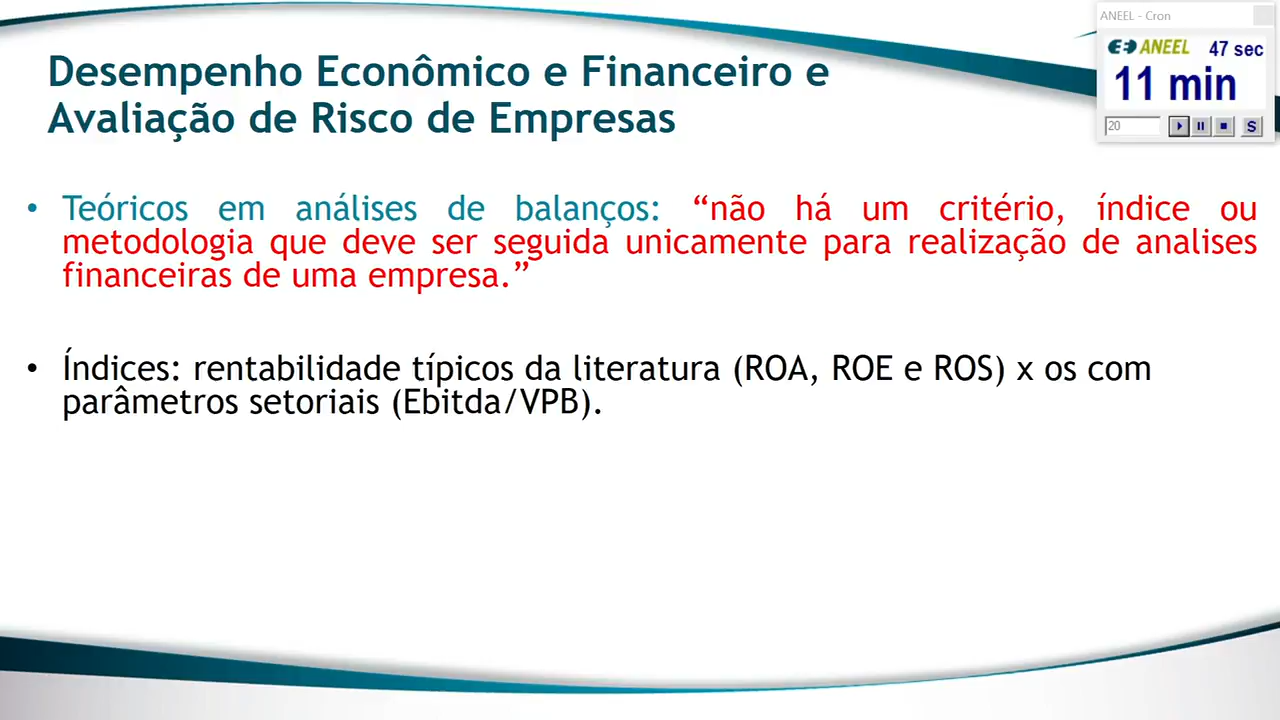 ANEEL - Cron
ANEEL 47 sec
11 min
20
S
Desempenho Econômico e Financeiro e
Avaliação de Risco de Empresas
• Teóricos em análises de balanços: “não há um critério, índice ou
metodologia que deve ser seguida unicamente para realização de analises
financeiras de uma empresa.”
• Índices: rentabilidade típicos da literatura (ROA, ROE e ROS) x os com
parâmetros setoriais (Ebitda/VPB).